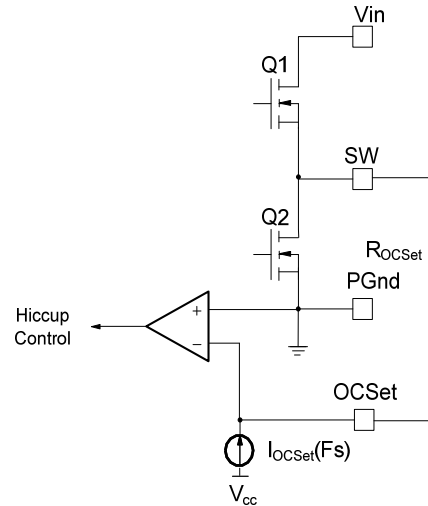 Vin
Q1
SW
Q2
ROCSet
PGnd
+
Hiccup
Control
−
OCSet
IOCSet(Fs)
Vcc